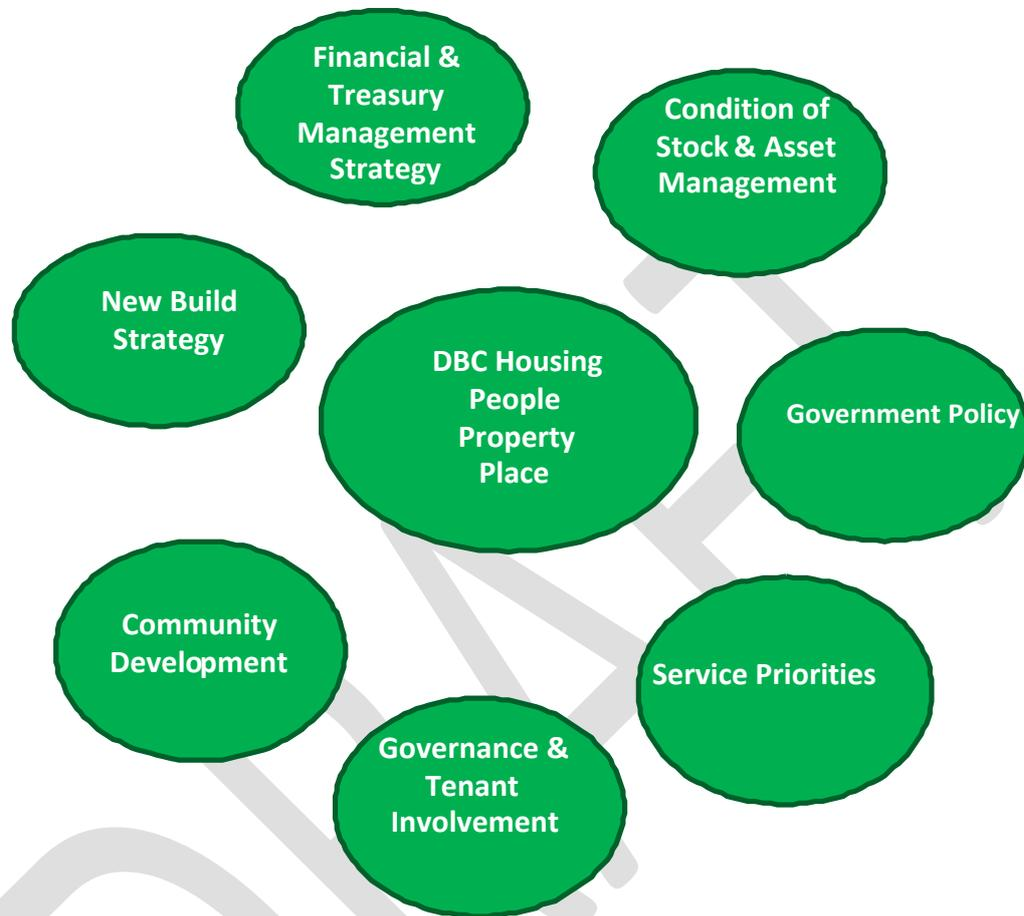 Financial &
Treasury
Management
Strategy
Condition of
Stock & Asset
Management
New Build
Strategy
DBC Housing
People
Property
Place
Government Policy
Community
Development
Service Priorities
Governance &
Tenant
Involvement
DRAFT